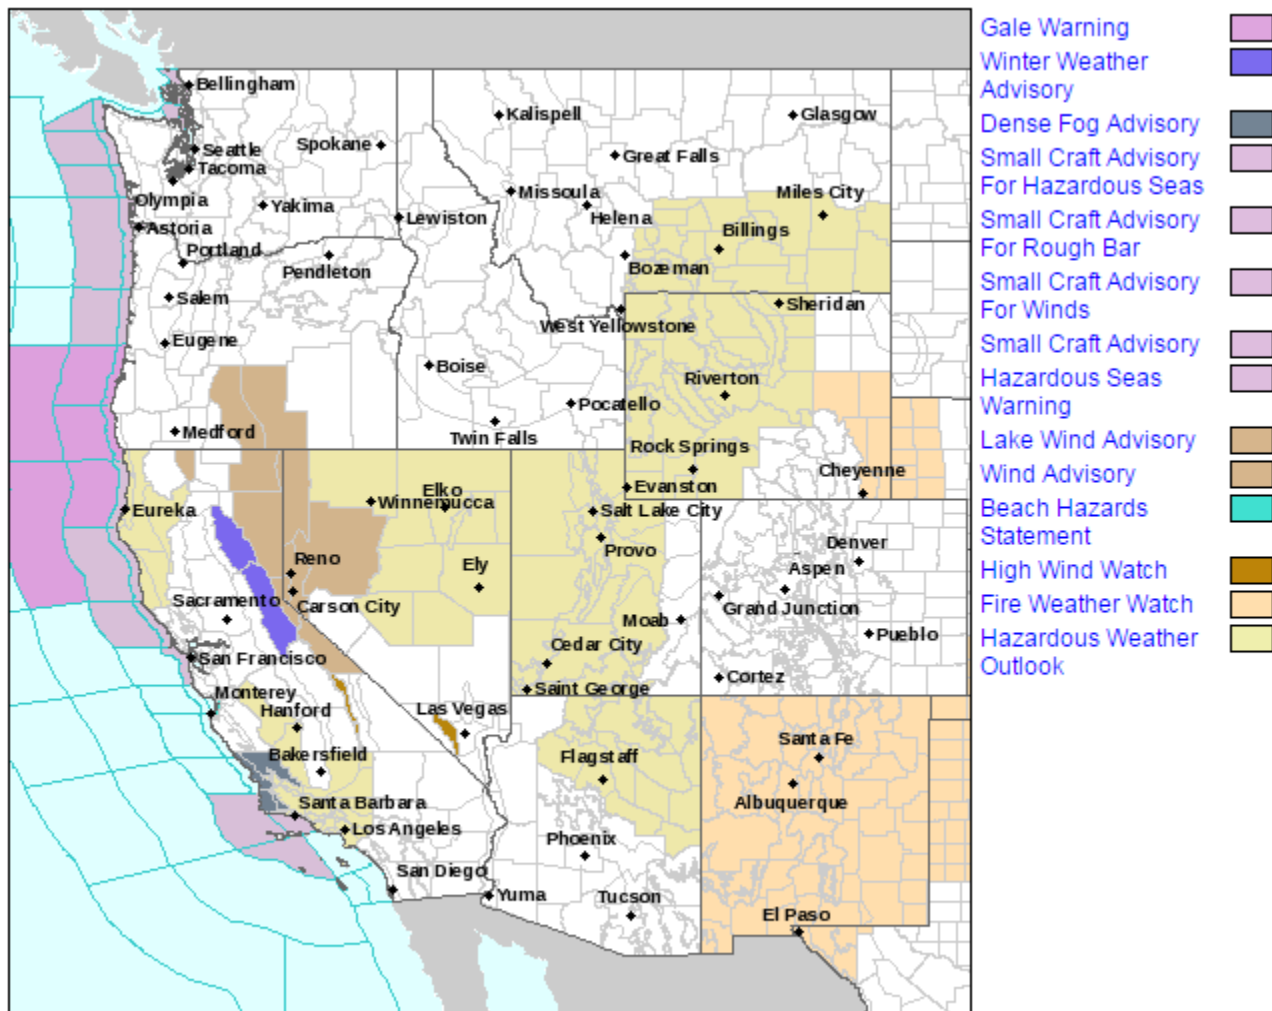 Bellingham
Seattle
Tacoma
Olympia
Spokane
Yakima
Astoria
Portland
Pendleton
Salem
Eugene
Medford
Lewiston
Kalispell
Glasgow
Great Falls
Missoula
Helena
Miles City
Billings
Bozeman
West Yellowstone
Sheridan
Boise
Pocatello
Twin Falls
Riverton
Rock Springs
Cheyenne
Evanston
Eureka
Elko
Winnemucca
Reno
Ely
Carson City
Sacramento
San Francisco
Monterey
Hanford
Bakersfield
Santa Barbara
Los Angeles
San Diego
Las Vegas
Salt Lake City
Provo
Moab
Cedar City
Saint George
Denver
Aspen
Grand Junction
Pueblo
Cortez
Flagstaff
Phoenix
Tucson
Yuma
Santa Fe
Albuquerque
El Paso
Gale Warning
Winter Weather
Advisory
Dense Fog Advisory
Small Craft Advisory
For Hazardous Seas
Small Craft Advisory
For Rough Bar
Small Craft Advisory
For Winds
Small Craft Advisory
Hazardous Seas
Warning
Lake Wind Advisory
Wind Advisory
Beach Hazards
Statement
High Wind Watch
Fire Weather Watch
Hazardous Weather
Outlook